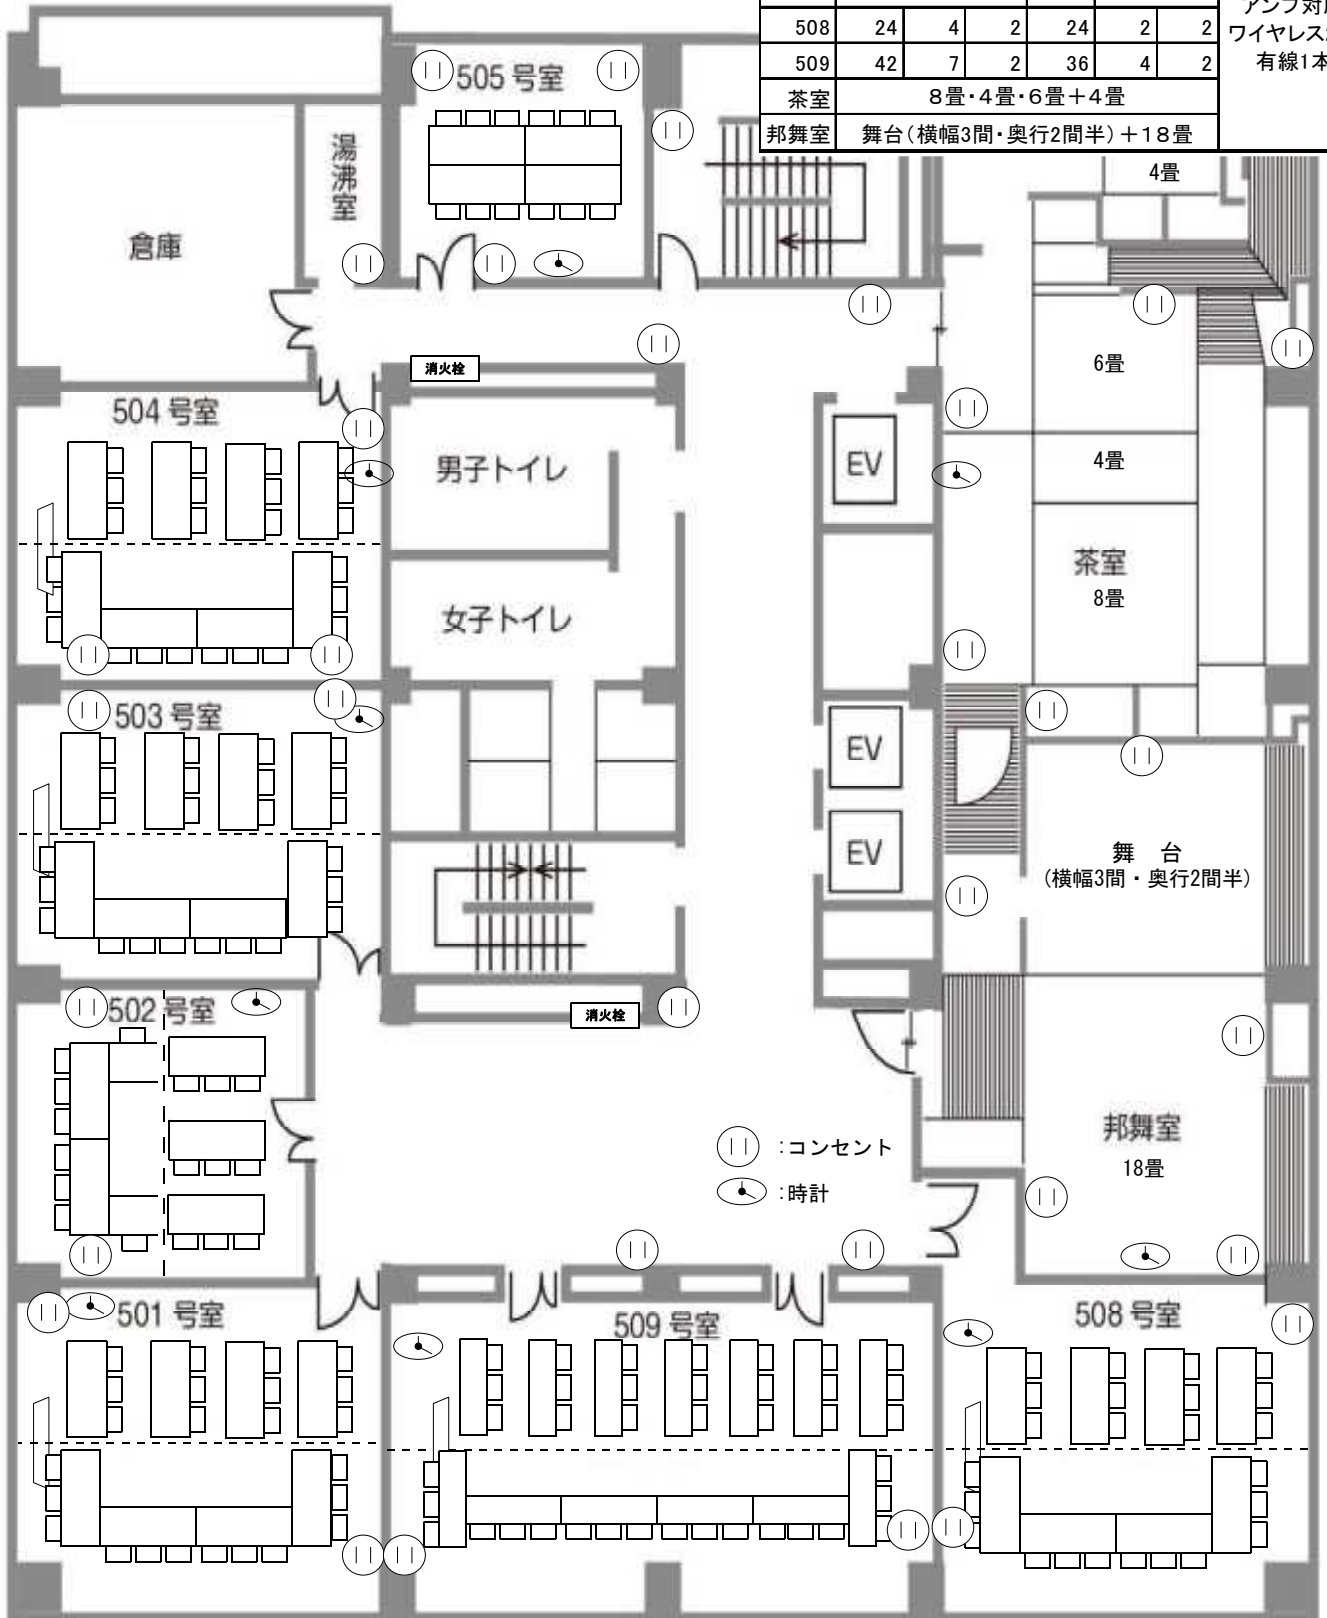 アンプ対応
508 24 4 2 24 2 2
ワイヤレス
509 42 7 2 36 4 2
有線1本
茶室 8畳・4畳・6畳+4畳
邦舞室 舞台(横幅3間・奥行2間半)+18畳
505 号室
湯沸室
倉庫
4畳
消火栓
6畳
504 号室
男子トイレ
EV
4畳
茶室
8畳
女子トイレ
503 号室
EV
EV
舞 台
(横幅3間・奥行2間半)
502 号室
消火栓
邦舞室
18畳
:コンセント
:時計
501 号室
509 号室
508 号室